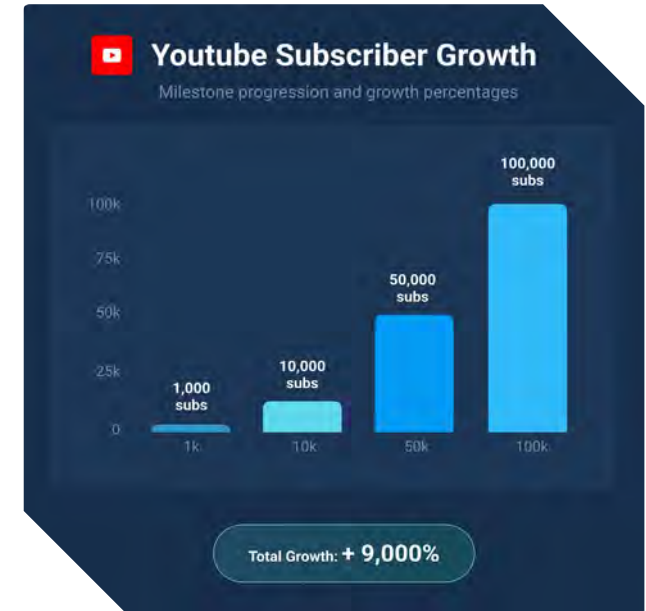 Youtube Subscriber Growth
Milestone progression and growth percentages
100,000
subs
100k
75k
50,000
subs
50k
25k
10,000
subs
1,000
subs
0
1k
10k
50k
100k
Total Growth: + 9,000%